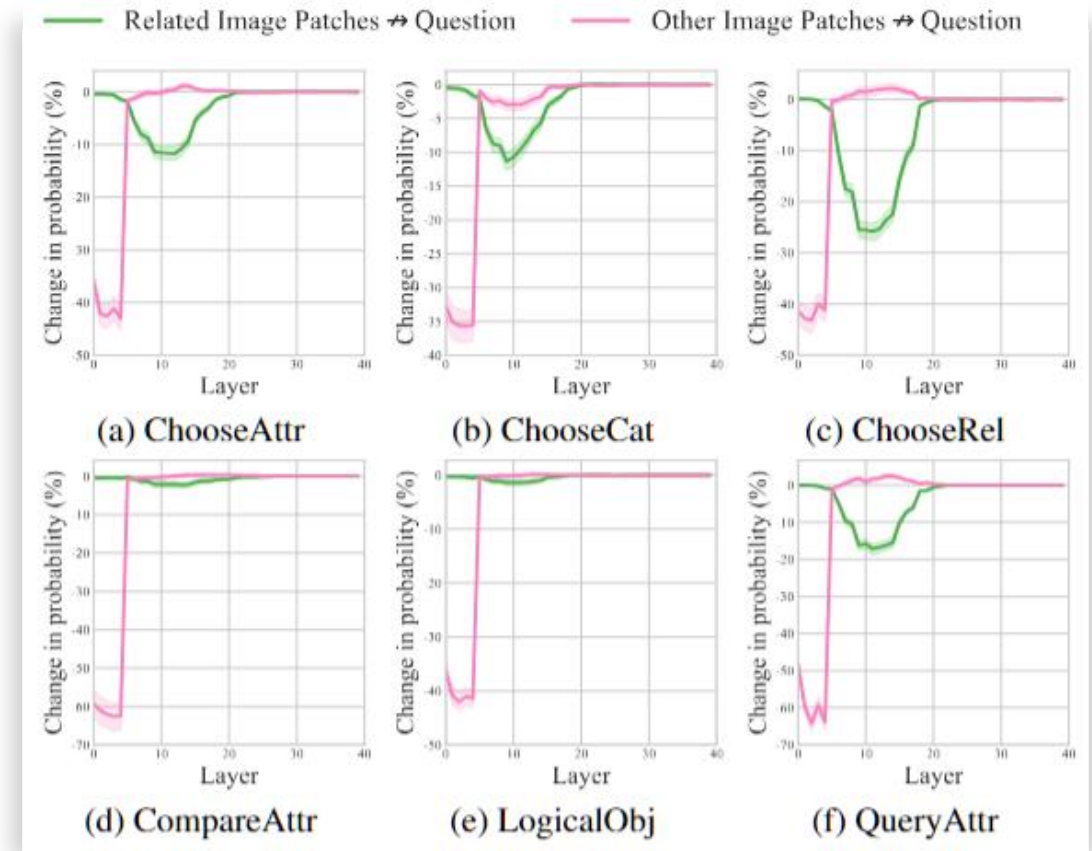 Related Image Patches ↛ Question
Other Image Patches ↛ Question
Change in probability (%)
0
-10
-20
30
-40
-50
0 10 20 30 40
Layer
(a) ChooseAttr
Change in probability (%)
0
-5
-10
-15
-20
-25
-30
-35
-40
0 10 20 30 40
Layer
(b) ChooseCat
Change in probability (%)
0
-10
-20
-30
-40
-50
0 10 20 30 40
Layer
(c) ChooseRel
Change in probability (%)
0
-10
-20
-30
-40
-50
60
-70
0 10 20 30 40
Layer
(d) CompareAttr
Change in probability (%)
0
-10
-20
-30
-40
-50
0 10 20 30 40
Layer
(e) LogicalObj
Change in probability (%)
0
10
-20
-30
-40
-50
60
-70
0 10 20 30 40
Layer
(f) QueryAttr